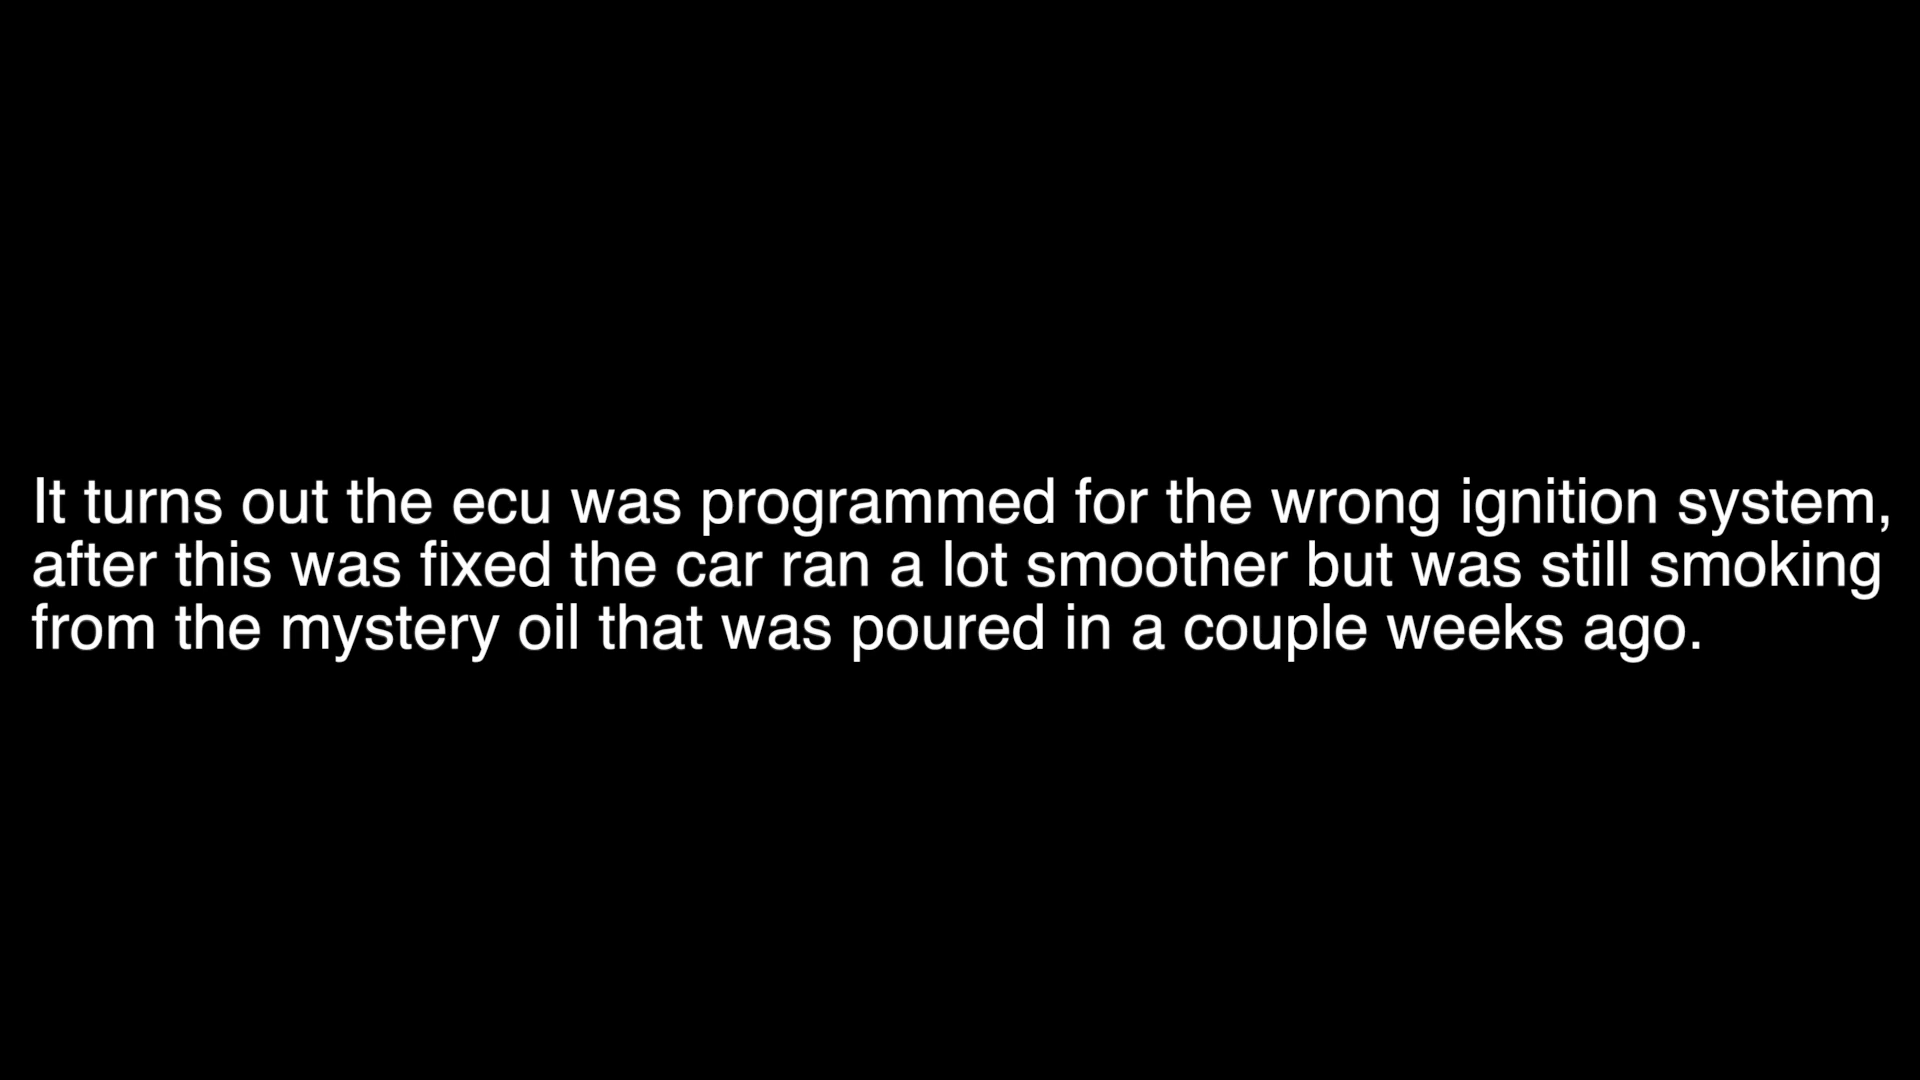 It turns out the ecu was programmed for the wrong ignition system,
after this was fixed the car ran a lot smoother but was still smoking
from the mystery oil that was poured in a couple weeks ago.